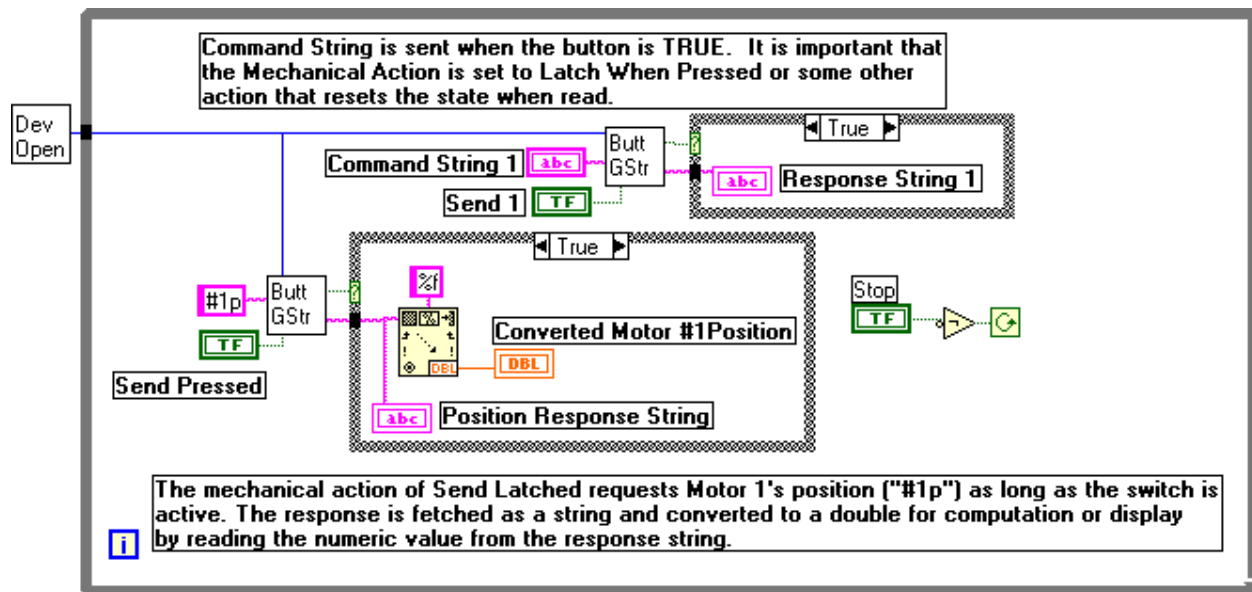 Command String is sent when the button is TRUE. It is important that
the Mechanical Action is set to Latch When Pressed or some other
action that resets the state when read.
Dev
Open
True
Butt
GStr
?
Command String 1
abc
abc
Response String 1
Send 1
TF
True
%f
#1p
Butt
GStr
?
Stop
TF
Converted Motor #1Position
TF
DBL
DBL
Send Pressed
abc
Position Response String
The mechanical action of Send Latched requests Motor 1's position ("#1p") as long as the switch is
active. The response is fetched as a string and converted to a double for computation or display
by reading the numeric value from the response string.
i